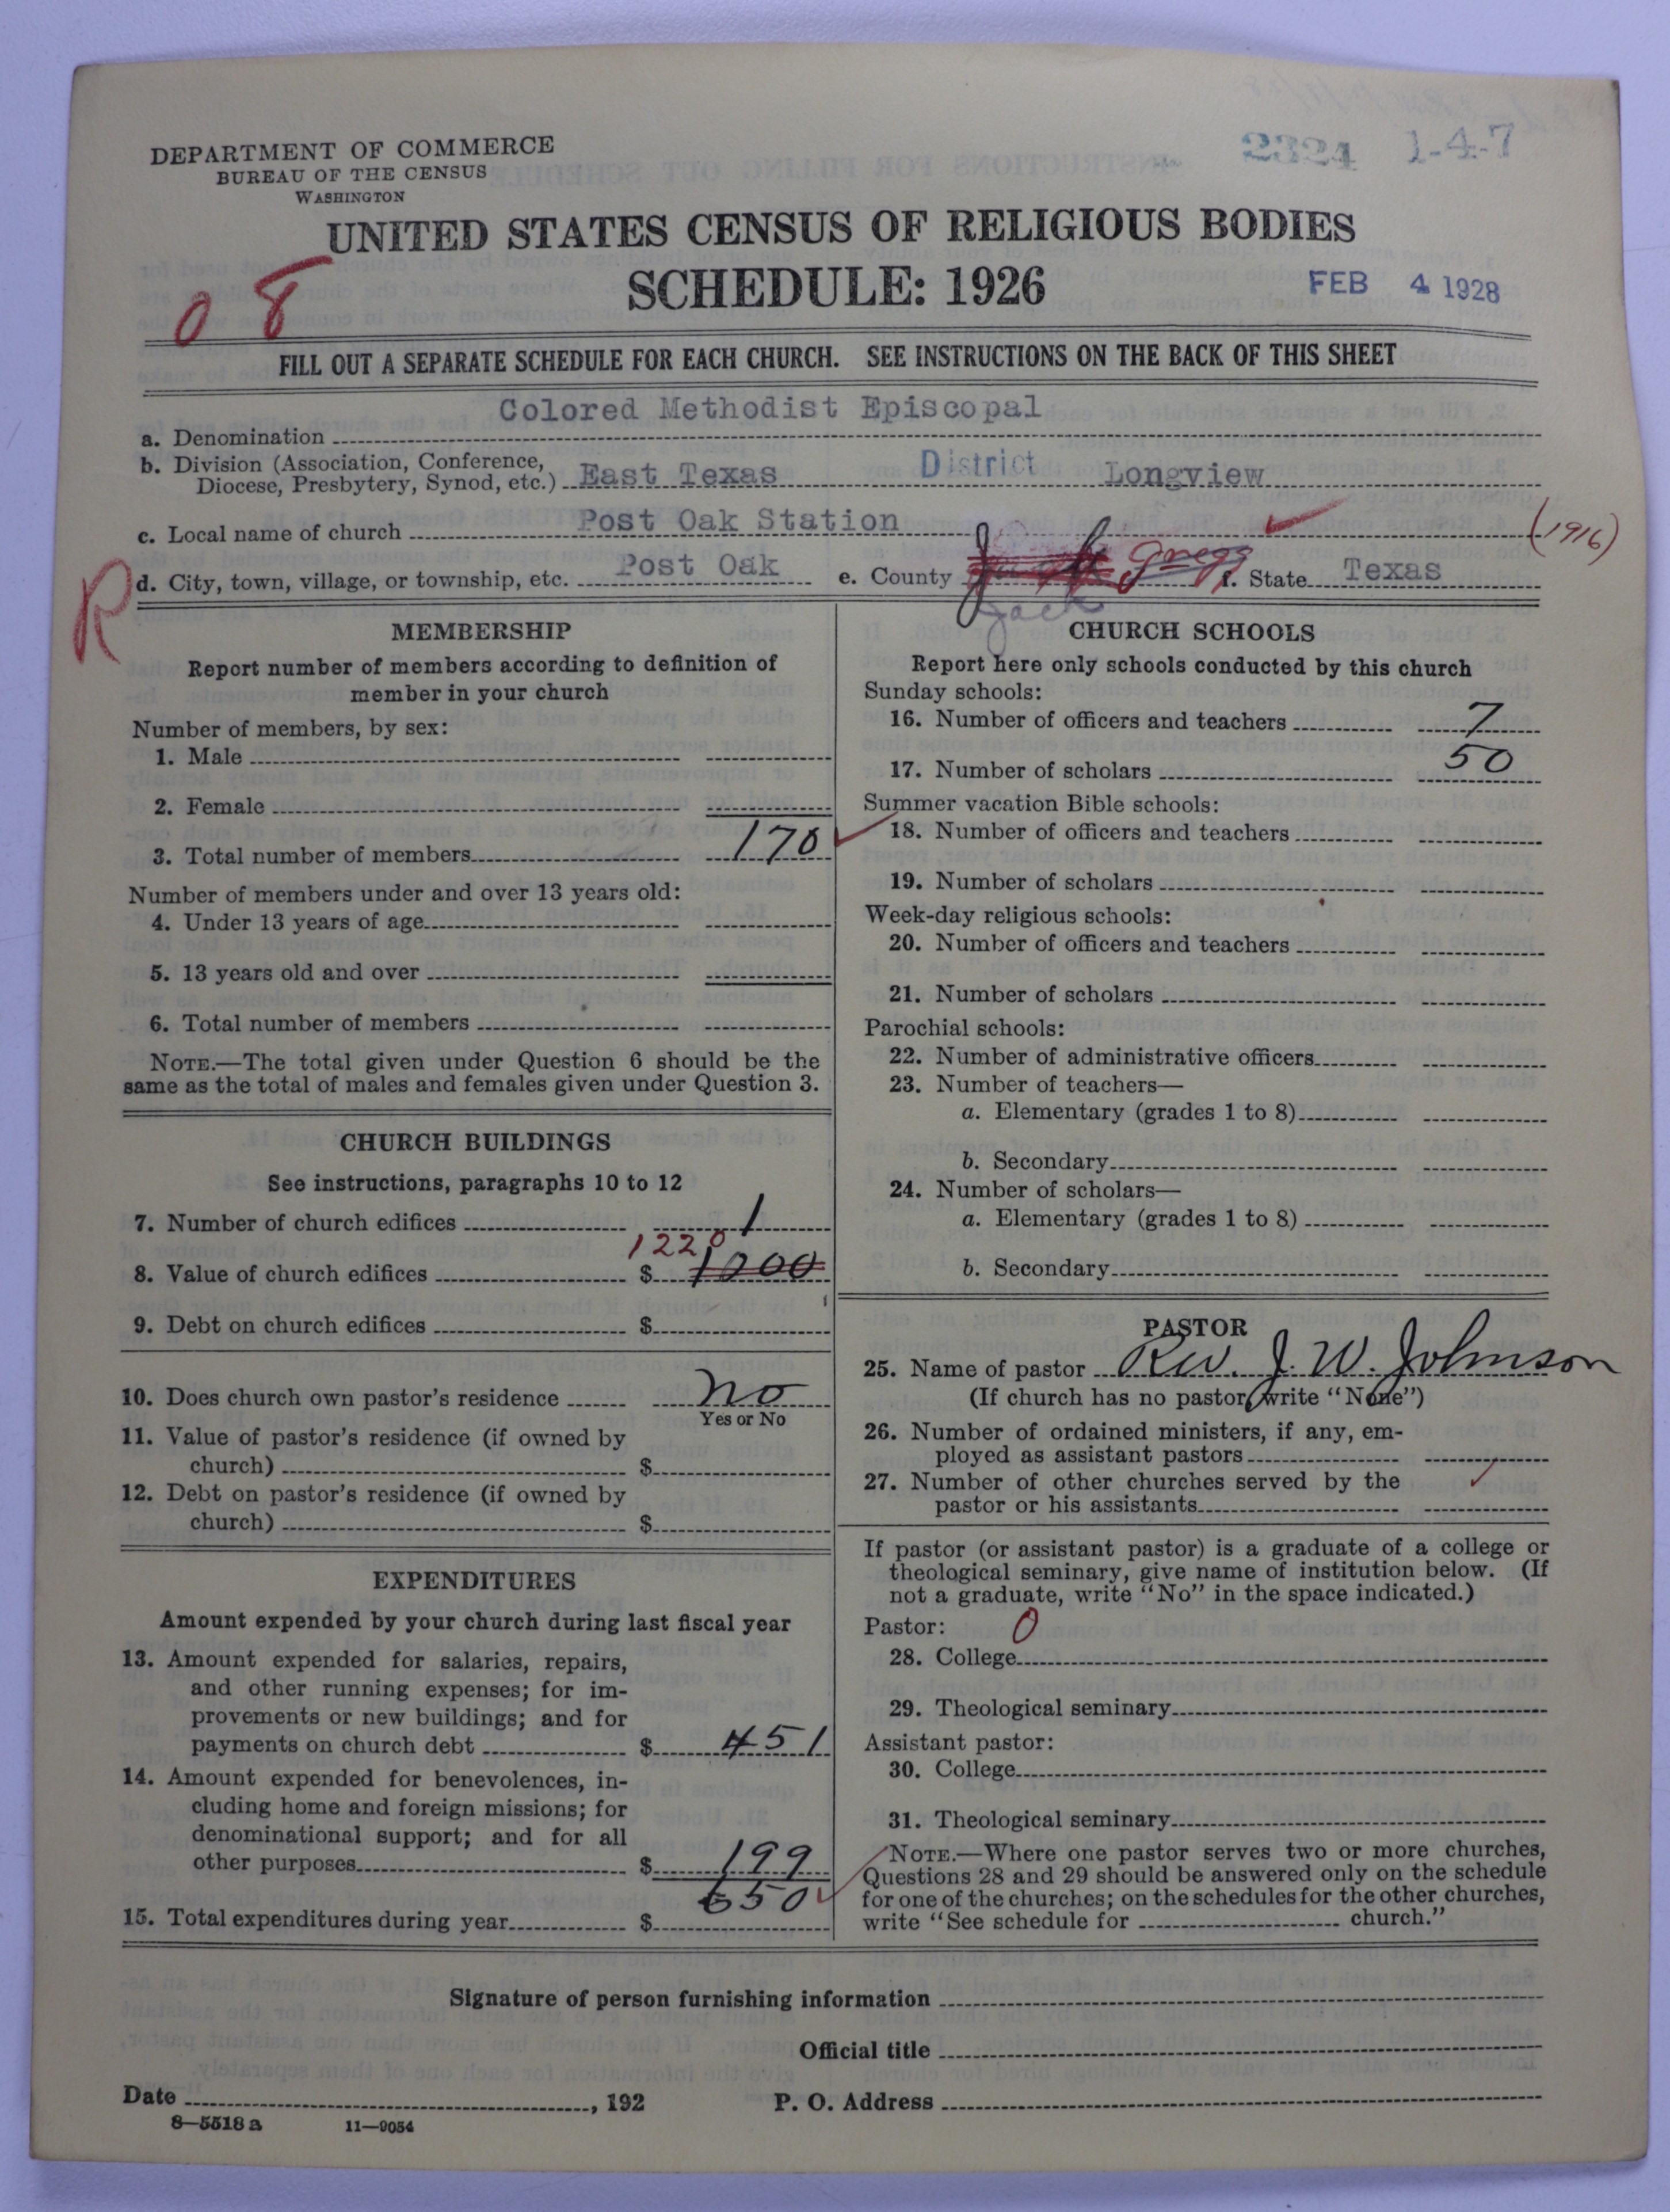 2324 1-4-7
DEPARTMENT OF COMMERCE
BUREAU OF THE CENSUS
WASHINGTON
UNITED STATES CENSUS OF RELIGIOUS BODIES
SCHEDULE: 1926
FEB 4 1928
08
FILL OUT A SEPARATE SCHEDULE FOR EACH CHURCH. SEE INSTRUCTIONS ON THE BACK OF THIS SHEET
a. Denomination Colored Methodist Episcopal
b. Division (Association, Conference,
Diocese, Presbytery, Synod, etc.) East Texas District Longview
c. Local name of church Post Oak Station (1916)
R
d. City, town, village, or township, etc. Post Oak e. County Jack Gregg f. State Texas
Jack
MEMBERSHIP
Report number of members according to definition of
member in your church
Number of members, by sex:
1. Male
2. Female
3. Total number of members 170
Number of members under and over 13 years old:
4. Under 13 years of age
5. 13 years old and over
6. Total number of members
NOTE.—The total given under Question 6 should be the
same as the total of males and females given under Question 3.
CHURCH BUILDINGS
See instructions, paragraphs 10 to 12
7. Number of church edifices 1
1220
8. Value of church edifices $ 1200
9. Debt on church edifices $
10. Does church own pastor's residence no
Yes or No
11. Value of pastor's residence (if owned by
church) $
12. Debt on pastor's residence (if owned by
church) $
EXPENDITURES
Amount expended by your church during last fiscal year
13. Amount expended for salaries, repairs,
and other running expenses; for im-
provements or new buildings; and for
payments on church debt $ 451
14. Amount expended for benevolences, in-
cluding home and foreign missions; for
denominational support; and for all
other purposes $ 199
15. Total expenditures during year $ 650
CHURCH SCHOOLS
Report here only schools conducted by this church
Sunday schools:
16. Number of officers and teachers 7
17. Number of scholars 50
Summer vacation Bible schools:
18. Number of officers and teachers
19. Number of scholars
Week-day religious schools:
20. Number of officers and teachers
21. Number of scholars
Parochial schools:
22. Number of administrative officers
23. Number of teachers—
a. Elementary (grades 1 to 8)
b. Secondary
24. Number of scholars—
a. Elementary (grades 1 to 8)
b. Secondary
PASTOR
25. Name of pastor Rev. J. W. Johnson
(If church has no pastor, write "None")
26. Number of ordained ministers, if any, em-
ployed as assistant pastors
27. Number of other churches served by the
pastor or his assistants
If pastor (or assistant pastor) is a graduate of a college or
theological seminary, give name of institution below. (If
not a graduate, write "No" in the space indicated.)
Pastor: 0
28. College
29. Theological seminary
Assistant pastor:
30. College
31. Theological seminary
NOTE.—Where one pastor serves two or more churches,
Questions 28 and 29 should be answered only on the schedule
for one of the churches; on the schedules for the other churches,
write "See schedule for church."
Signature of person furnishing information
Official title
Date , 192 P. O. Address
8—5518 a 11—9054